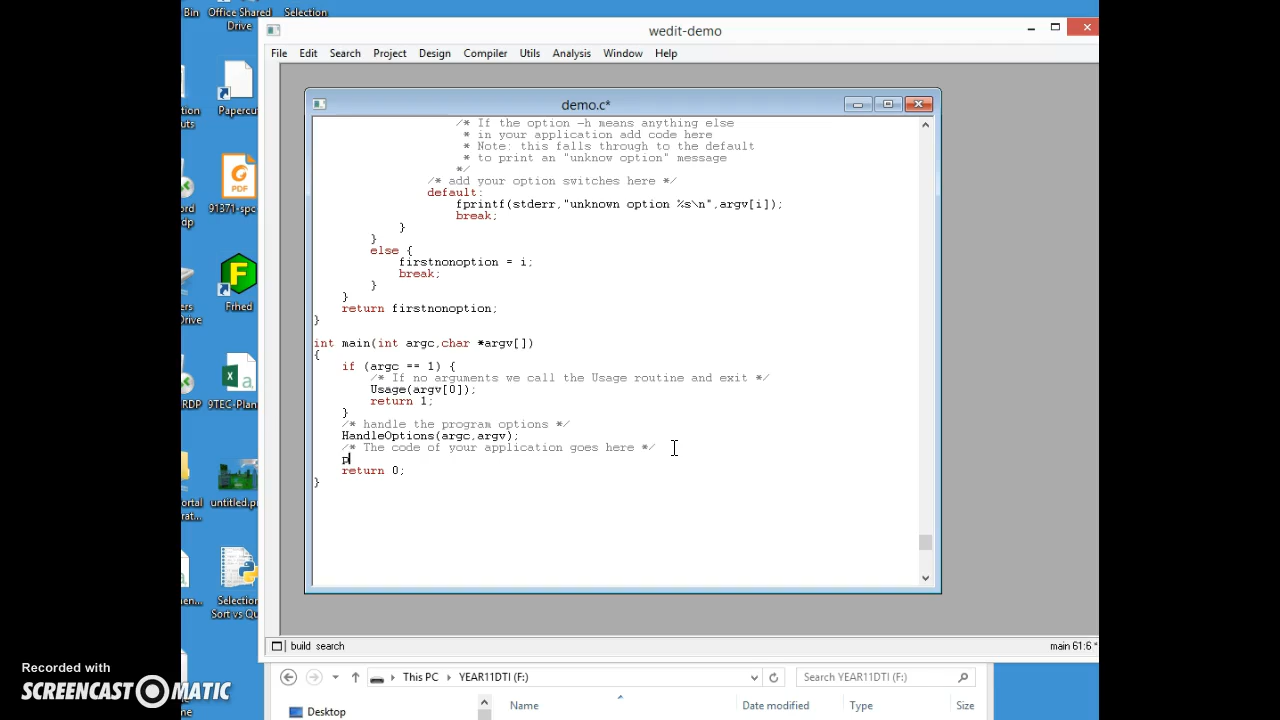 Bin Office Shared Selection
Drive
wedit-demo
File Edit Search Project Design Compiler Utils Analysis Window Help
Papercut
demo.c*
/* If the option -h means anything else
* in your application add code here
* Note: this falls through to the default
* to print an "unknow option" message
*/
/* add your option switches here */
default:
fprintf(stderr,"unknown option %s\n",argv[i]);
break;
}
}
else {
firstnonoption = i;
break;
}
}
return firstnonoption;
}
int main(int argc,char *argv[])
{
if (argc == 1) {
/* If no arguments we call the Usage routine and exit */
Usage(argv[0]);
return 1;
}
/* handle the program options */
HandleOptions(argc,argv);
/* The code of your application goes here */
p
return 0;
}
PDF
91371-spc
Frhed
Drive
RDP 9TEC-Plan
untitled.p
Selection
Sort vs Qu
build search
main 61:6 *
This PC YEAR11DTI (F:) Search YEAR11DTI (F:)
Desktop Name Date modified Type Size
Recorded with
SCREENCAST MATIC